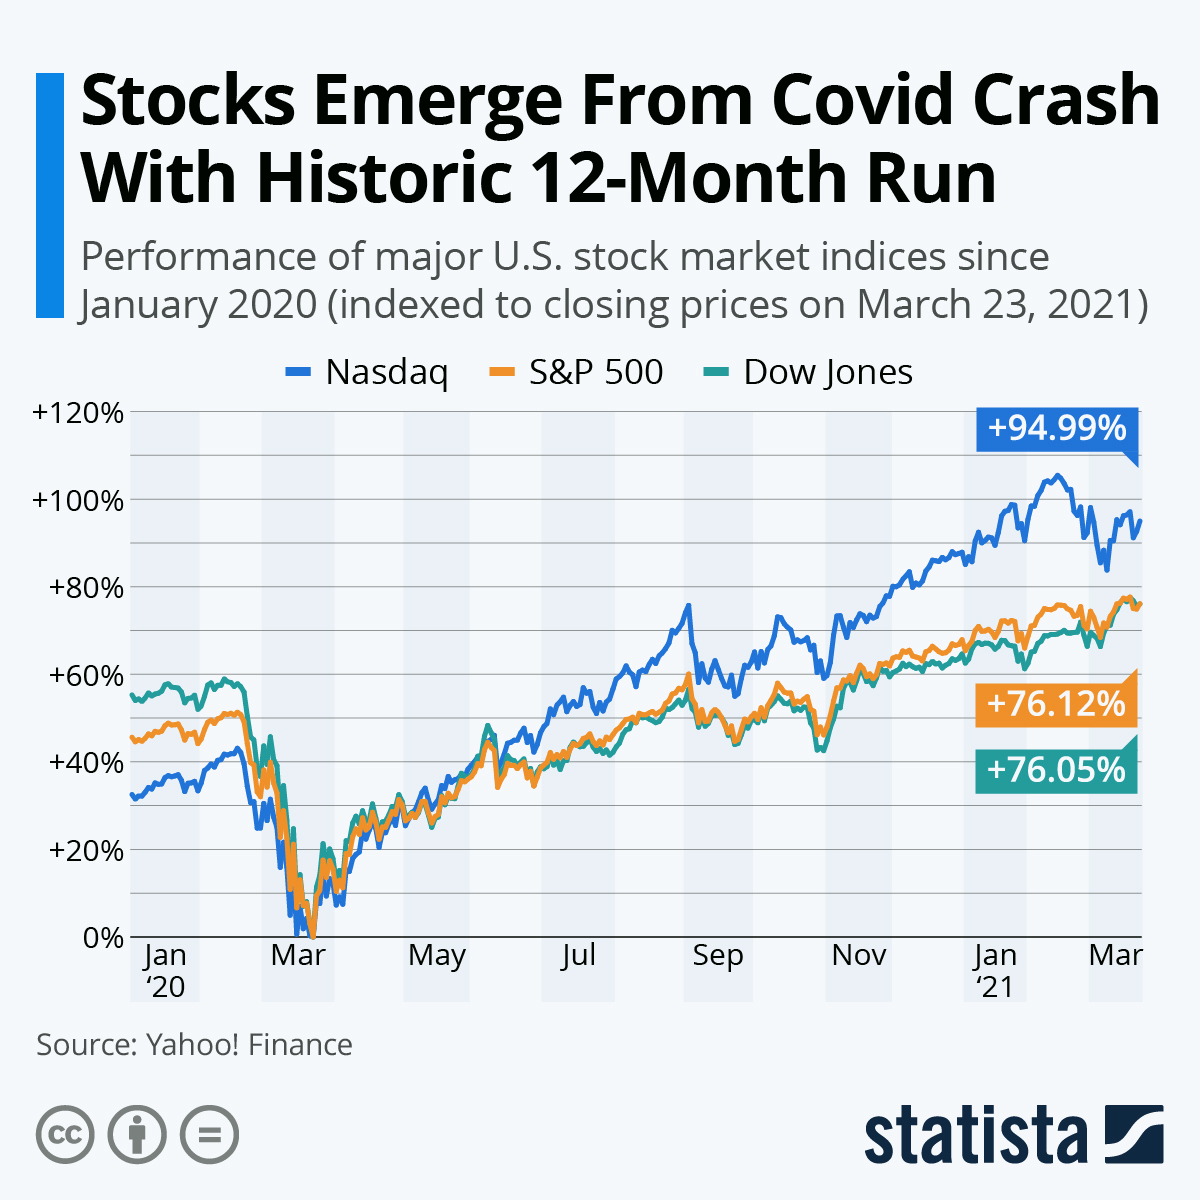 Stocks Emerge From Covid Crash
With Historic 12-Month Run
Performance of major U.S. stock market indices since
January 2020 (indexed to closing prices on March 23, 2021)
Nasdaq S&P 500 Dow Jones
+120%
+100%
+80%
+60%
+40%
+20%
0%
+94.99%
+76.12%
+76.05%
Jan Mar May Jul Sep Nov Jan Mar
‘20 ‘21
Source: Yahoo! Finance
cc
statista